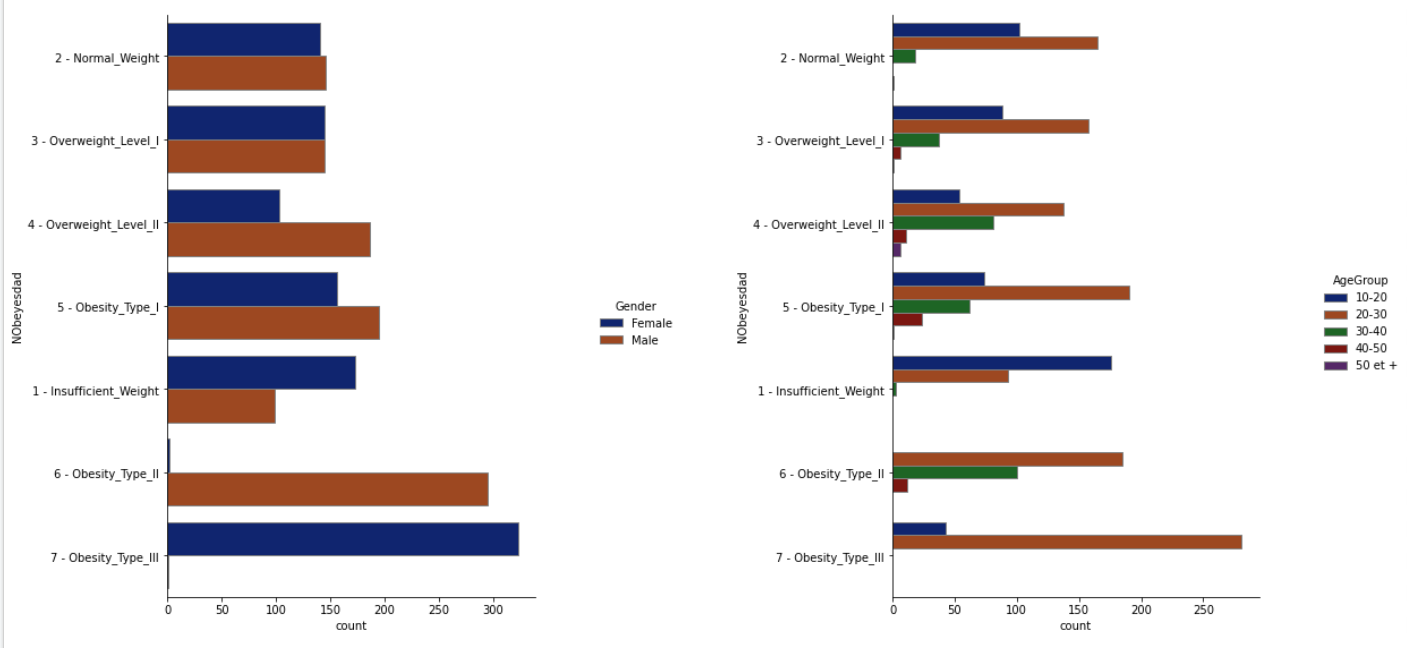 NObeyesdad
2 - Normal_Weight
3 - Overweight_Level_I
4 - Overweight_Level_II
5 - Obesity_Type_I
1 - Insufficient_Weight
6 - Obesity_Type_II
7 - Obesity_Type_III
0 50 100 150 200 250 300
count
Gender
Female
Male
NObeyesdad
2 - Normal_Weight
3 - Overweight_Level_I
4 - Overweight_Level_II
5 - Obesity_Type_I
1 - Insufficient_Weight
6 - Obesity_Type_II
7 - Obesity_Type_III
0 50 100 150 200 250
count
AgeGroup
10-20
20-30
30-40
40-50
50 et +